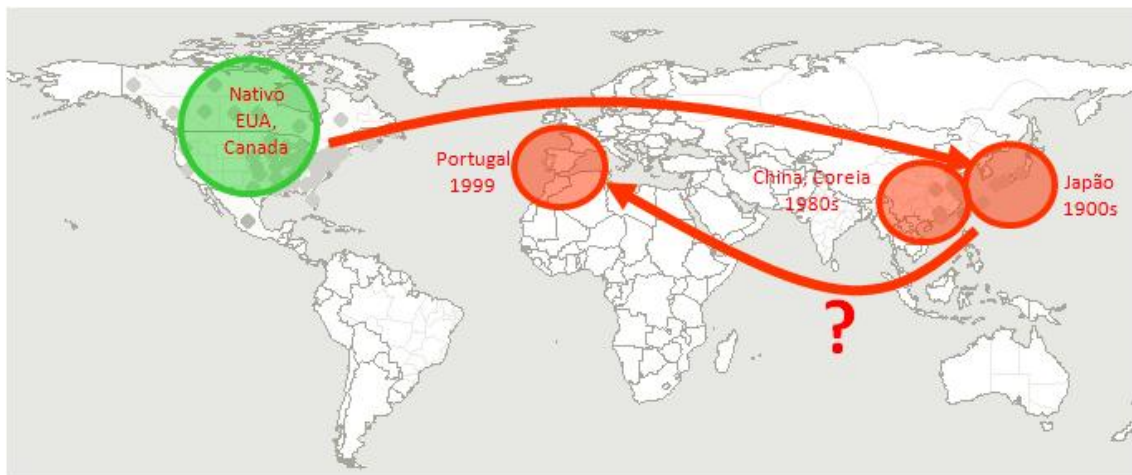 Nativo
EUA,
Canada
Portugal
1999
China, Coreia
1980s
Japão
1900s
?